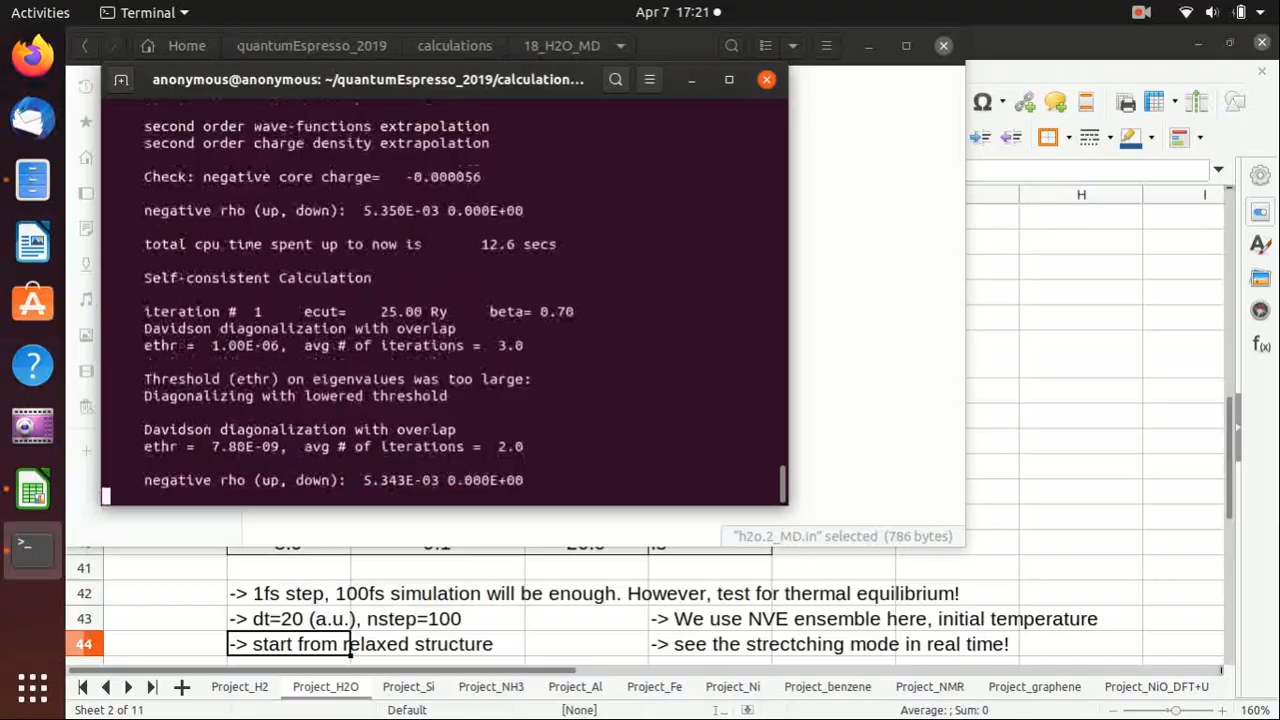 Activities
Terminal
Apr 7 17:21
Home
quantumEspresso_2019
calculations
18_H2O_MD
anonymous@anonymous: ~/quantumEspresso_2019/calculation...
second order wave-functions extrapolation
second order charge density extrapolation
Check: negative core charge= -0.000056
negative rho (up, down): 5.350E-03 0.000E+00
total cpu time spent up to now is 12.6 secs
Self-consistent Calculation
iteration # 1 ecut= 25.00 Ry beta= 0.70
Davidson diagonalization with overlap
ethr = 1.00E-06, avg # of iterations = 3.0
Threshold (ethr) on eigenvalues was too large:
Diagonalizing with lowered threshold
Davidson diagonalization with overlap
ethr = 7.80E-09, avg # of iterations = 2.0
negative rho (up, down): 5.343E-03 0.000E+00
"h2o.2_MD.in" selected (786 bytes)
H
I
41
42 -> 1fs step, 100fs simulation will be enough. However, test for thermal equilibrium!
43 -> dt=20 (a.u.), nstep=100 -> We use NVE ensemble here, initial temperature
44 -> start from relaxed structure -> see the strectching mode in real time!
Project_H2
Project_H2O
Project_Si
Project_NH3
Project_Al
Project_Fe
Project_Ni
Project_benzene
Project_NMR
Project_graphene
Project_NiO_DFT+U
Sheet 2 of 11
Default
[None]
Average: ; Sum: 0
160%